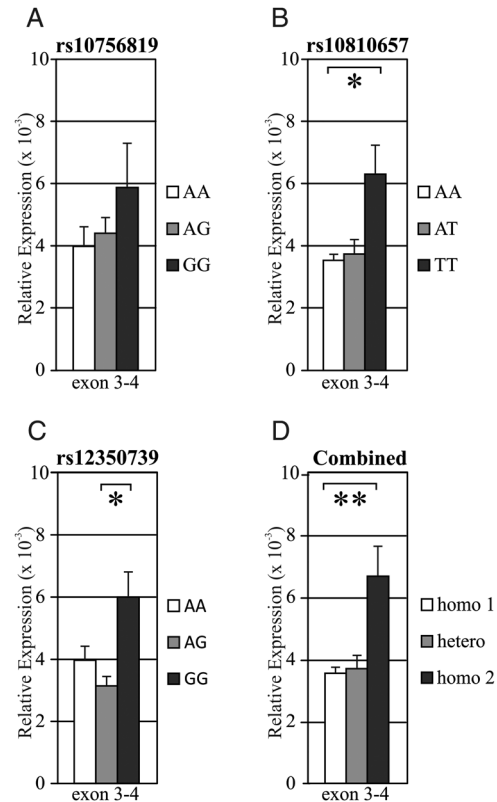 A
rs10756819
Relative Expression (x 10⁻³)
10
8
6
4
2
0
exon 3-4
AA
AG
GG
B
rs10810657
Relative Expression (x 10⁻³)
10
8
6
4
2
0
*
exon 3-4
AA
AT
TT
C
rs12350739
Relative Expression (x 10⁻³)
10
8
6
4
2
0
*
exon 3-4
AA
AG
GG
D
Combined
Relative Expression (x 10⁻³)
10
8
6
4
2
0
**
exon 3-4
homo 1
hetero
homo 2